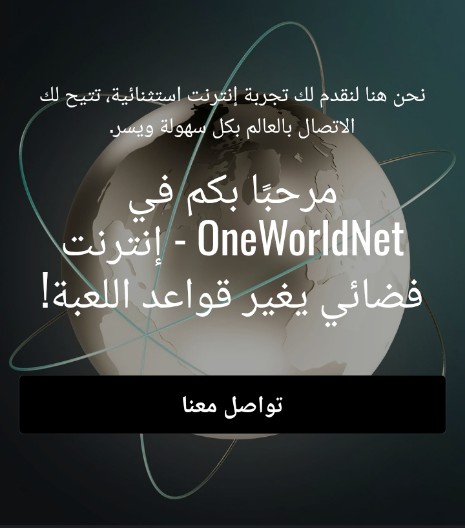 نحن هنا لنقدم لك تجربة إنترنت استثنائية، تتيح لك
الاتصال بالعالم بكل سهولة ويسر.
مرحبًا بكم في
OneWorldNet - إنترنت
فضائي يغير قواعد اللعبة!
تواصل معنا